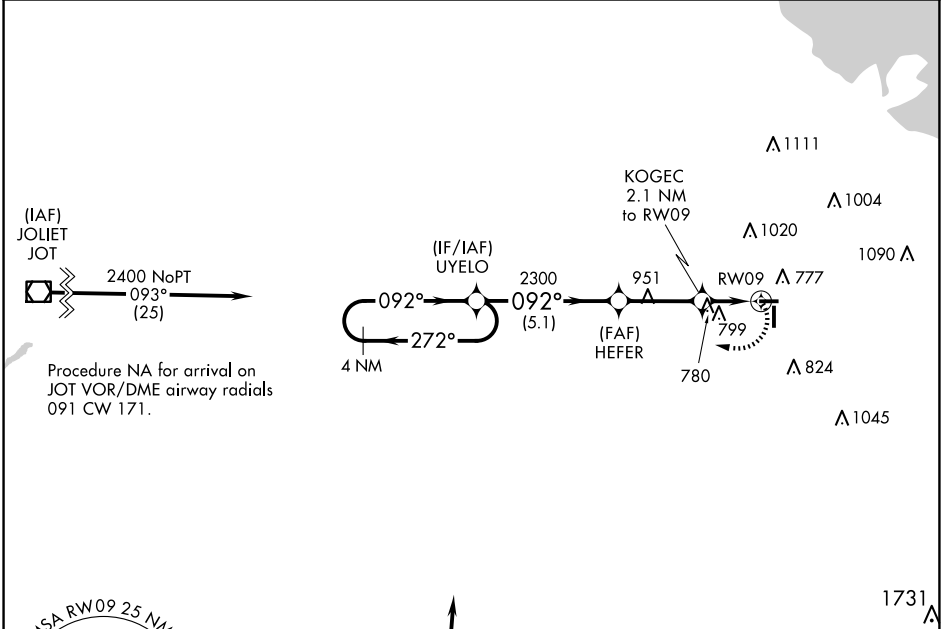 1111
KOGEC
2.1 NM
to RW09
1004
(IAF)
JOLIET
JOT
1020
(IF/IAF)
UYELO
1090
2400 NoPT
093°
(25)
2300
092°
(5.1)
951
RW09
777
092°
272°
4 NM
(FAF)
HEFER
799
780
824
Procedure NA for arrival on
JOT VOR/DME airway radials
091 CW 171.
1045
1731
MSA RW09 25 NM